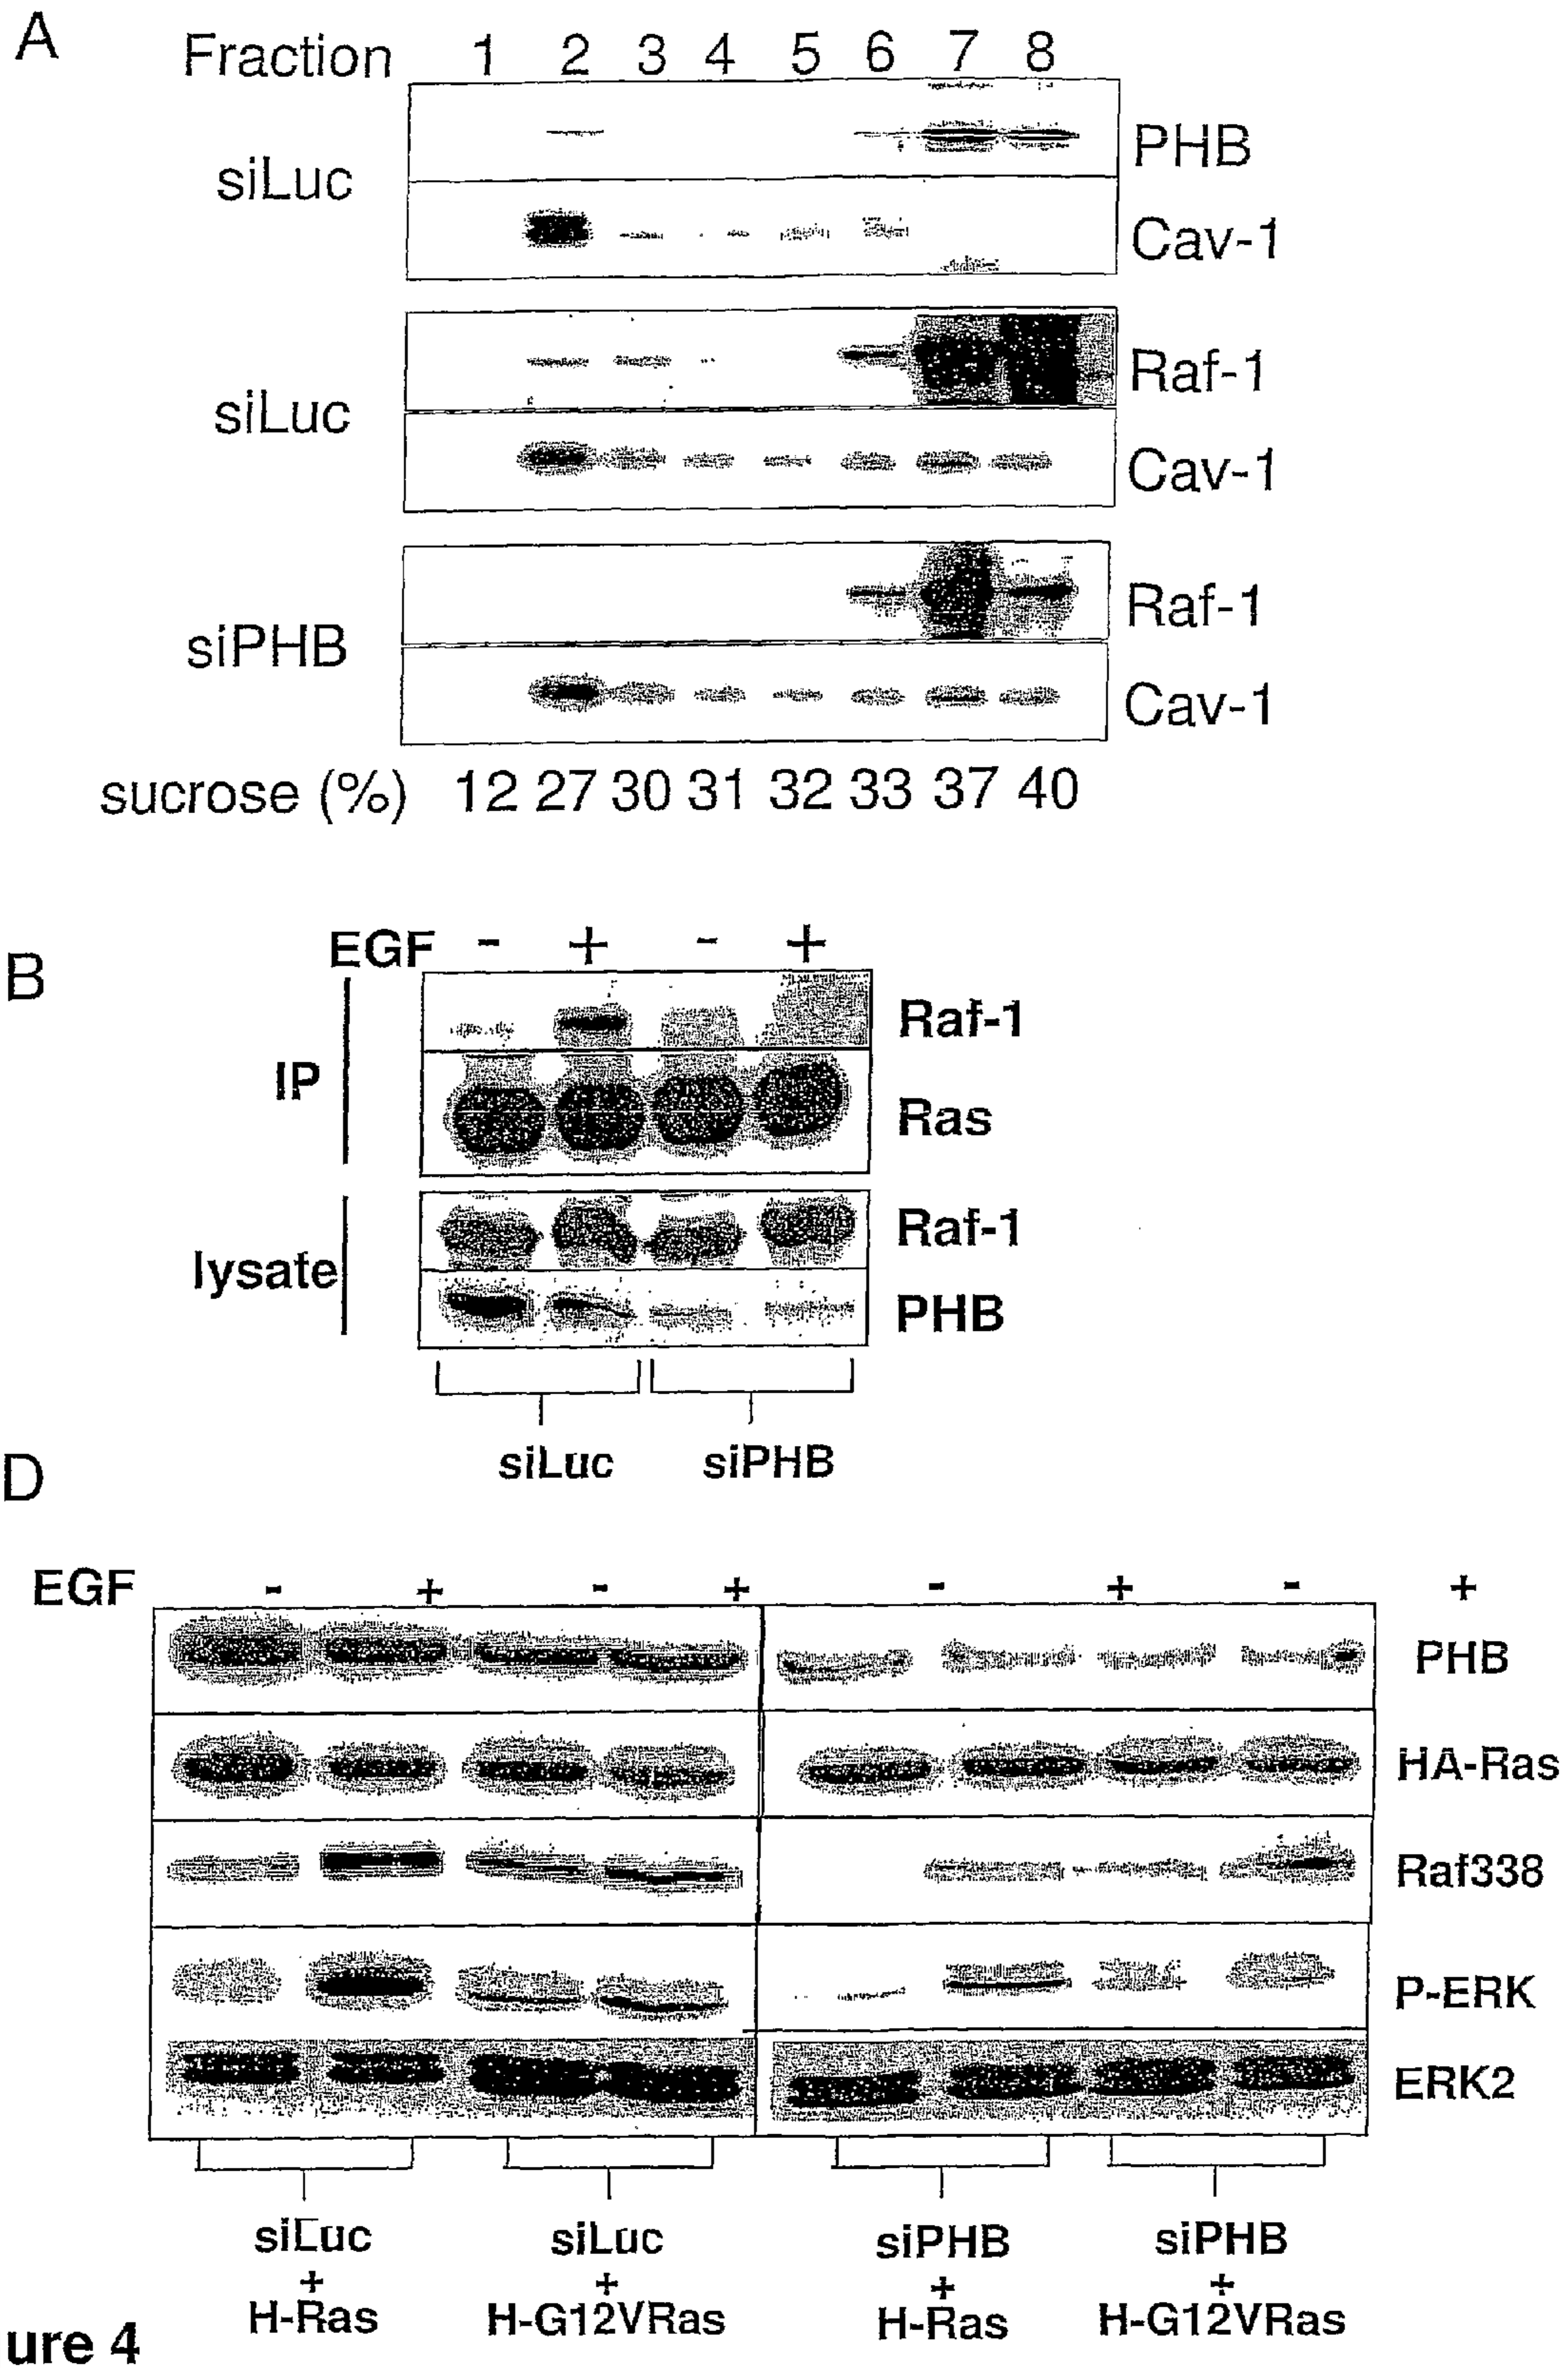 A
Fraction 1 2 3 4 5 6 7 8
siLuc
PHB
Cav-1
siLuc
Raf-1
Cav-1
siPHB
Raf-1
Cav-1
sucrose (%) 12 27 30 31 32 33 37 40
B
EGF - + - +
IP
Raf-1
Ras
lysate
Raf-1
PHB
siLuc siPHB
D
EGF - + - + - + - +
PHB
HA-Ras
Raf338
P-ERK
ERK2
siLuc siLuc siPHB siPHB
+ + + +
H-Ras H-G12VRas H-Ras H-G12VRas
ure 4